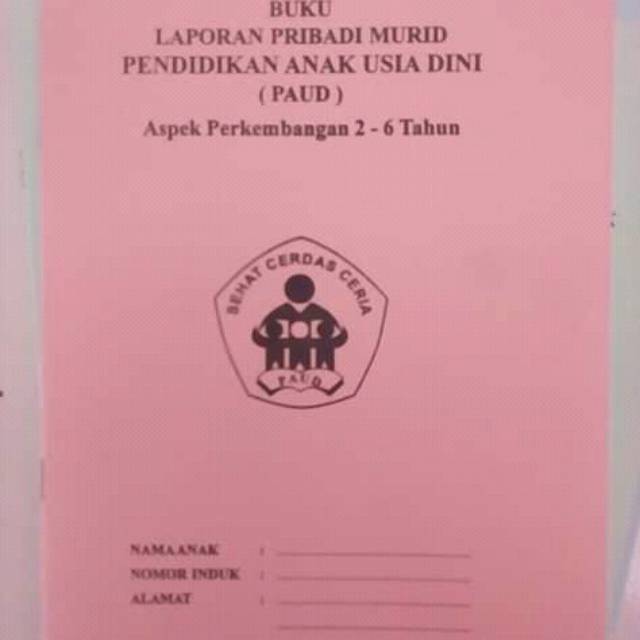 BUKU
LAPORAN PRIBADI MURID
PENDIDIKAN ANAK USIA DINI
( PAUD )
Aspek Perkembangan 2 - 6 Tahun
SEHAT CERDAS CERIA
PAUD
NAMA ANAK :
NOMOR INDUK :
ALAMAT :